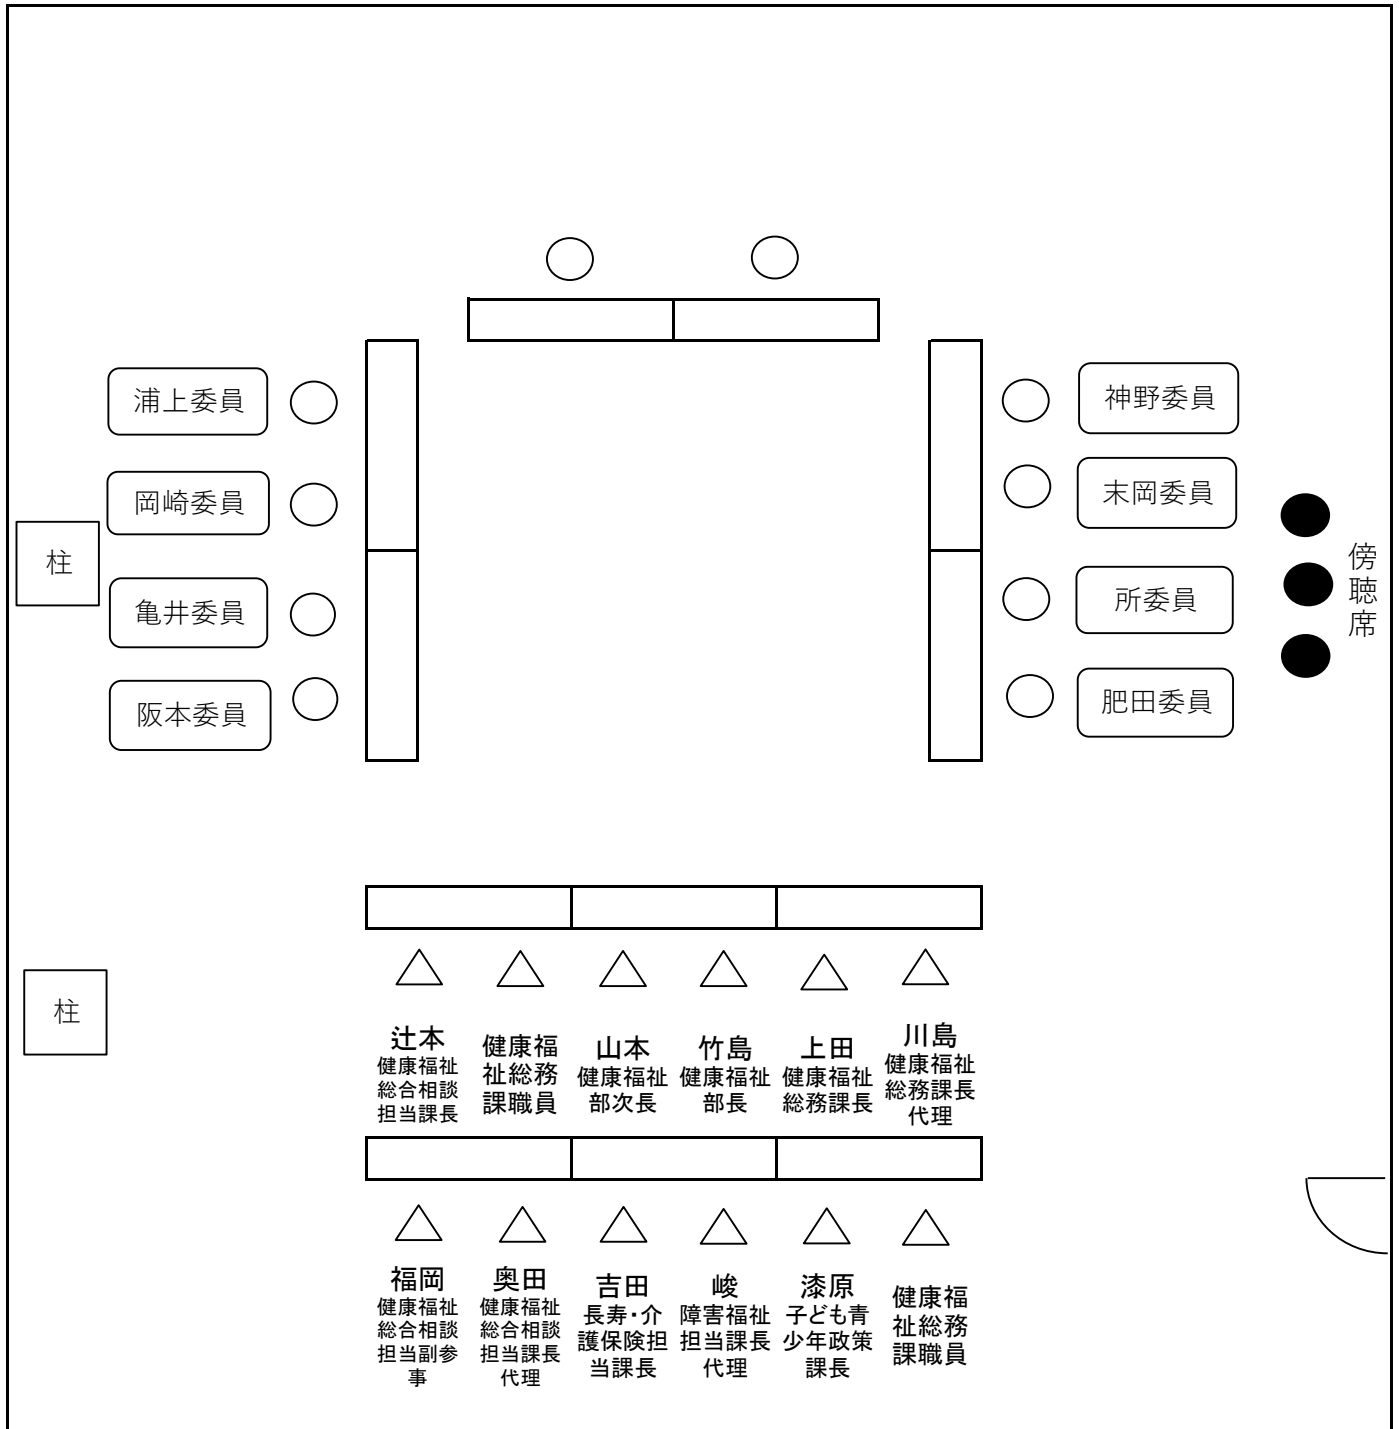 浦上委員
神野委員
岡崎委員
末岡委員
柱
傍聴席
亀井委員
所委員
阪本委員
肥田委員
柱
辻本
健康福祉
総合相談
担当課長
健康福
祉総務
課職員
山本
健康福祉
部次長
竹島
健康福祉
部長
上田
健康福祉
総務課長
川島
健康福祉
総務課長
代理
福岡
健康福祉
総合相談
担当副参
事
奥田
健康福祉
総合相談
担当課長
代理
吉田
長寿・介
護保険担
当課長
峻
障害福祉
担当課長
代理
漆原
子ども青
少年政策
課長
健康福
祉総務
課職員